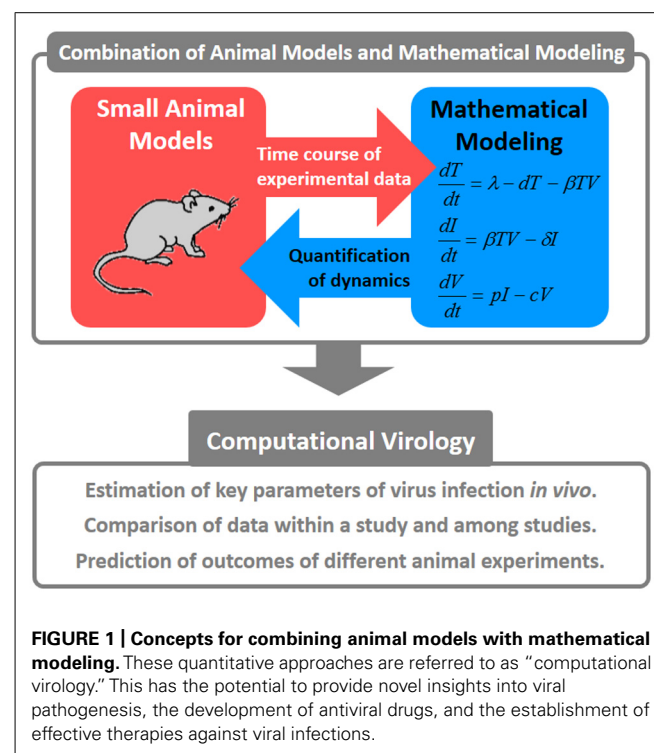 Combination of Animal Models and Mathematical Modeling
Small Animal
Models
Time course of
experimental data
Quantification
of dynamics
Mathematical
Modeling
dT/dt = λ – dT – βTV
dI/dt = βTV – δI
dV/dt = pI – cV
Computational Virology
Estimation of key parameters of virus infection in vivo.
Comparison of data within a study and among studies.
Prediction of outcomes of different animal experiments.
FIGURE 1 | Concepts for combining animal models with mathematical
modeling. These quantitative approaches are referred to as “computational
virology.” This has the potential to provide novel insights into viral
pathogenesis, the development of antiviral drugs, and the establishment of
effective therapies against viral infections.